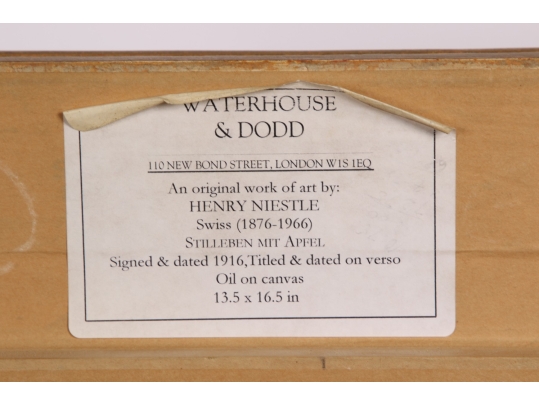 WATERHOUSE
& DODD
110 NEW BOND STREET, LONDON W1S 1EQ
An original work of art by:
HENRY NIESTLE
Swiss (1876-1966)
STILLEBEN MIT APFEL
Signed & dated 1916,Titled & dated on verso
Oil on canvas
13.5 x 16.5 in